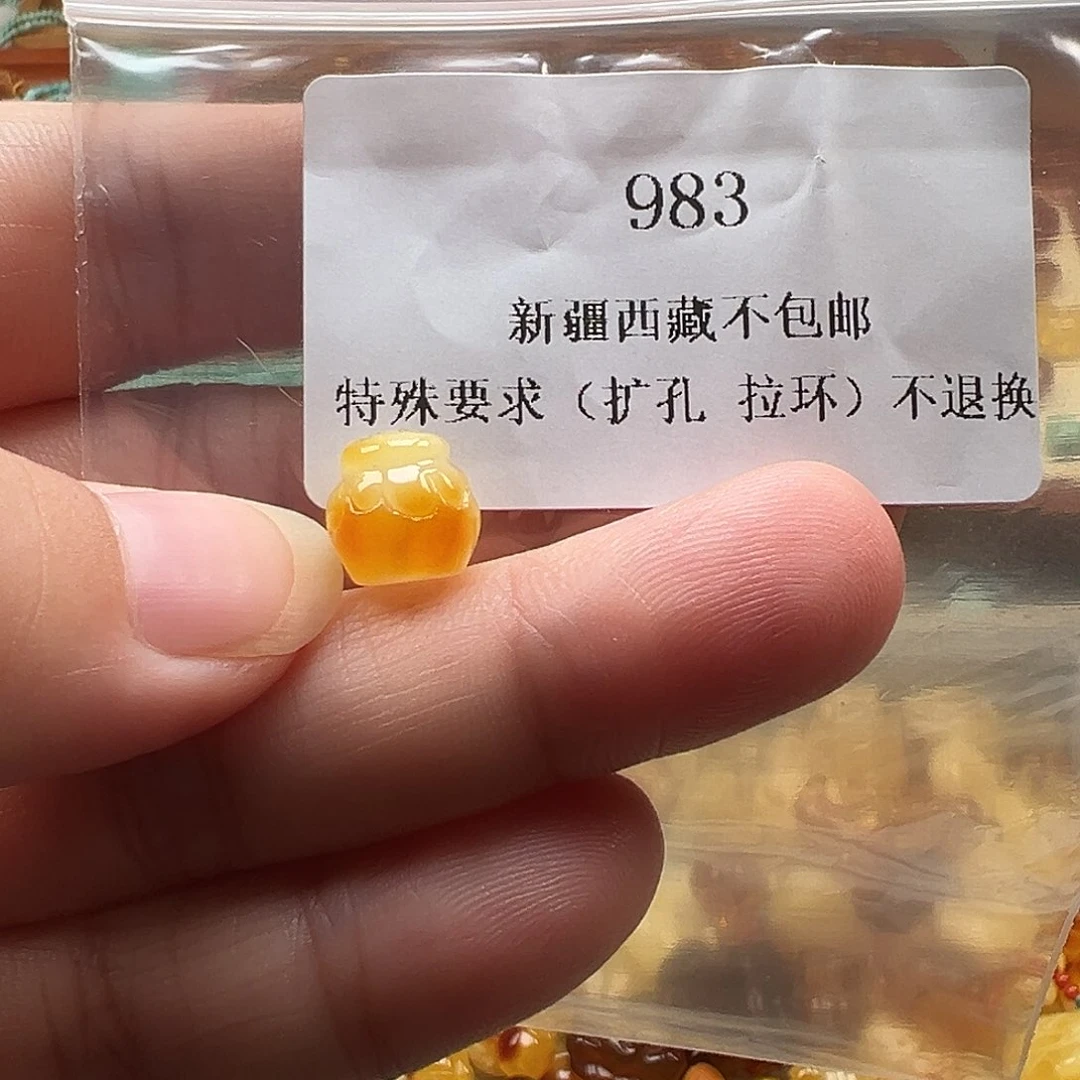 983
新疆西藏不包邮
特殊要求（扩孔 拉环）不退换